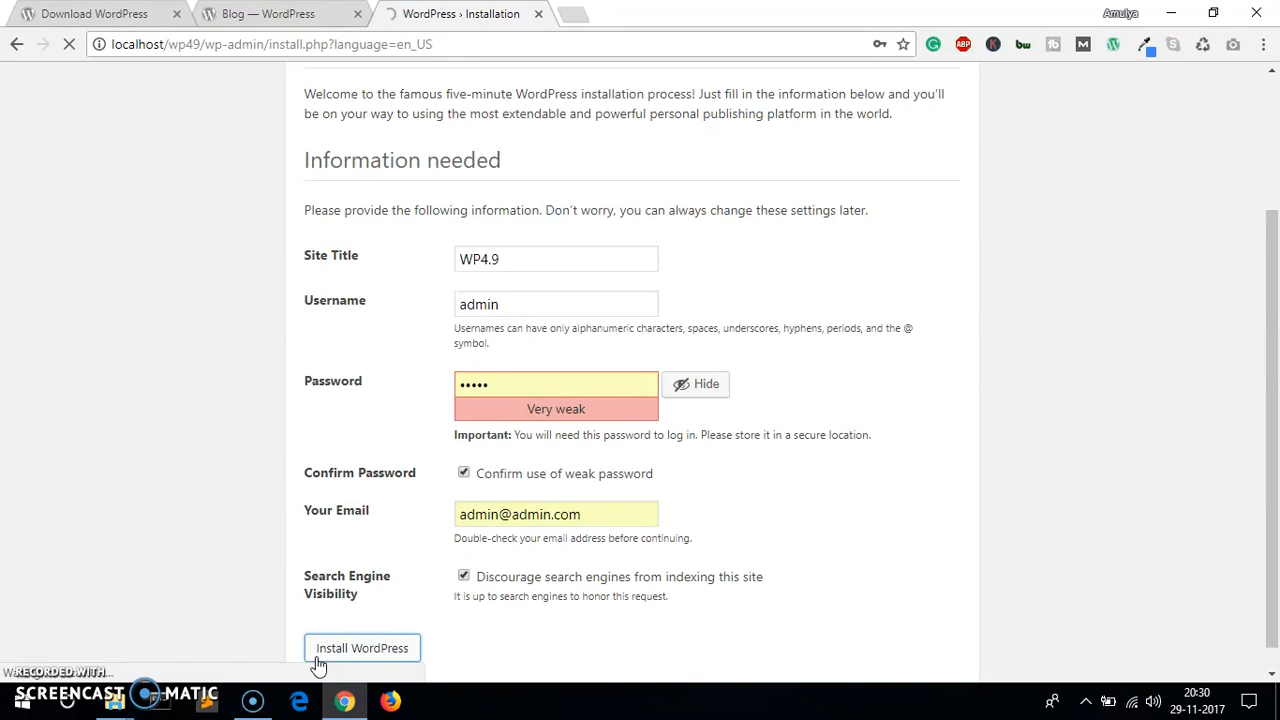 Download WordPress
Blog — WordPress
WordPress › Installation
Amulya
localhost/wp49/wp-admin/install.php?language=en_US
Welcome to the famous five-minute WordPress installation process! Just fill in the information below and you'll
be on your way to using the most extendable and powerful personal publishing platform in the world.
Information needed
Please provide the following information. Don't worry, you can always change these settings later.
Site Title
WP4.9
Username
admin
Usernames can have only alphanumeric characters, spaces, underscores, hyphens, periods, and the @
symbol.
Password
•••••
Hide
Very weak
Important: You will need this password to log in. Please store it in a secure location.
Confirm Password
Confirm use of weak password
Your Email
admin@admin.com
Double-check your email address before continuing.
Search Engine
Visibility
Discourage search engines from indexing this site
It is up to search engines to honor this request.
Install WordPress
RECORDED WITH
SCREENCAST MATIC
20:30
29-11-2017